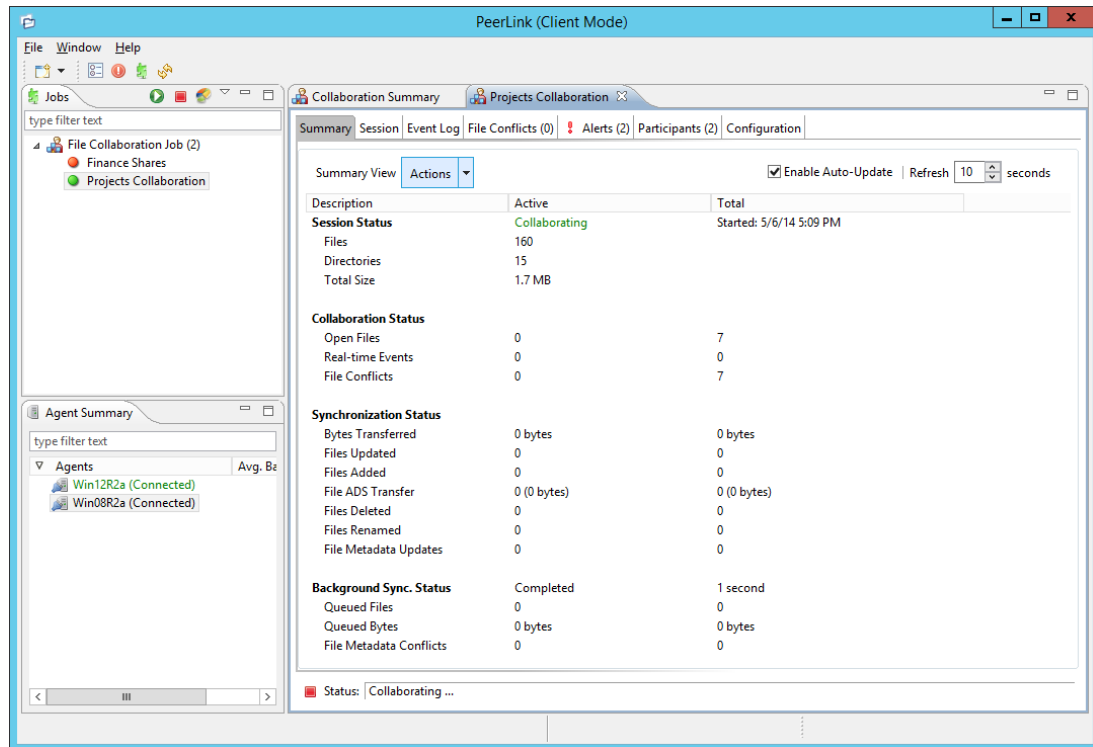 PeerLink (Client Mode)
File Window Help
Jobs
type filter text
File Collaboration Job (2)
Finance Shares
Projects Collaboration
Agent Summary
type filter text
Agents Avg. Ba
Win12R2a (Connected)
Win08R2a (Connected)
Collaboration Summary Projects Collaboration
Summary Session Event Log File Conflicts (0) Alerts (2) Participants (2) Configuration
Summary View Actions Enable Auto-Update Refresh 10 seconds
Description Active Total
Session Status Collaborating Started: 5/6/14 5:09 PM
Files 160
Directories 15
Total Size 1.7 MB
Collaboration Status
Open Files 0 7
Real-time Events 0 0
File Conflicts 0 7
Synchronization Status
Bytes Transferred 0 bytes 0 bytes
Files Updated 0 0
Files Added 0 0
File ADS Transfer 0 (0 bytes) 0 (0 bytes)
Files Deleted 0 0
Files Renamed 0 0
File Metadata Updates 0 0
Background Sync. Status Completed 1 second
Queued Files 0 0
Queued Bytes 0 bytes 0 bytes
File Metadata Conflicts 0 0
Status: Collaborating ...